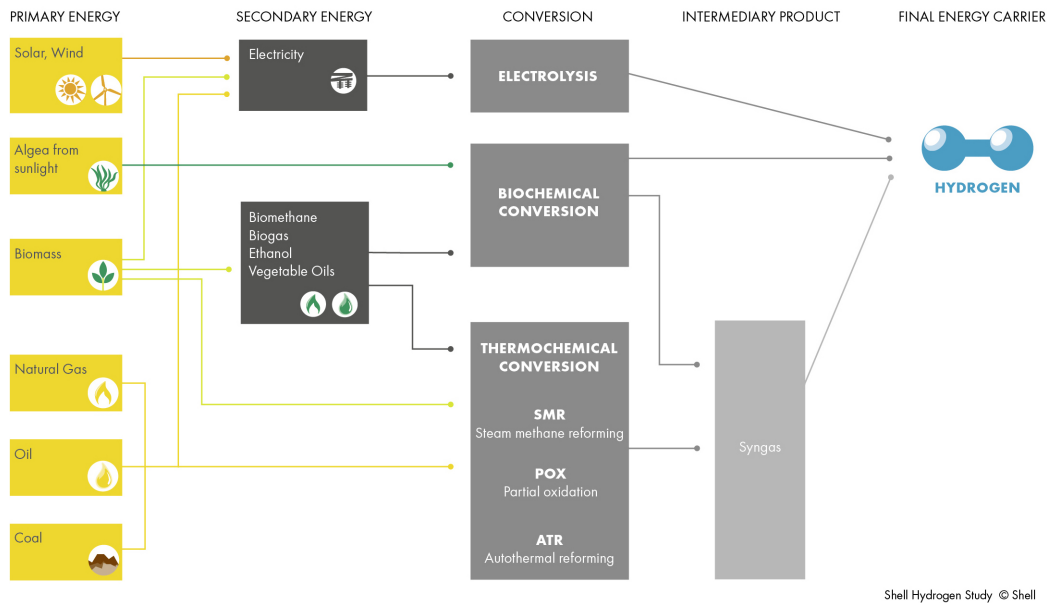 PRIMARY ENERGY
SECONDARY ENERGY
CONVERSION
INTERMEDIARY PRODUCT
FINAL ENERGY CARRIER
Solar, Wind
Electricity
ELECTROLYSIS
Algea from
sunlight
HYDROGEN
BIOCHEMICAL
CONVERSION
Biomass
Biomethane
Biogas
Ethanol
Vegetable Oils
Natural Gas
Oil
Coal
THERMOCHEMICAL
CONVERSION
SMR
Steam methane reforming
POX
Partial oxidation
ATR
Autothermal reforming
Syngas
Shell Hydrogen Study © Shell